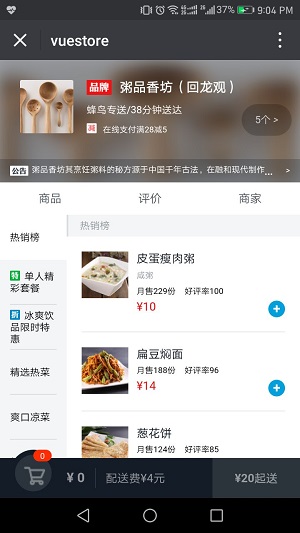 37% 9:04 PM
vuestore
品牌 粥品香坊（回龙观）
蜂鸟专送/38分钟送达
减 在线支付满28减5
5个 >
公告 粥品香坊其烹饪粥料的秘方源于中国千年古法，在融和现代制作... >
商品 评价 商家
热销榜
特 单人精
彩套餐
折 冰爽饮
品限时特
惠
精选热菜
爽口凉菜
热销榜
皮蛋瘦肉粥
咸粥
月售229份 好评率100
¥10
扁豆焖面
月售188份 好评率96
¥14
葱花饼
月售124份 好评率85
0
¥ 0 配送费¥4元 ¥20起送